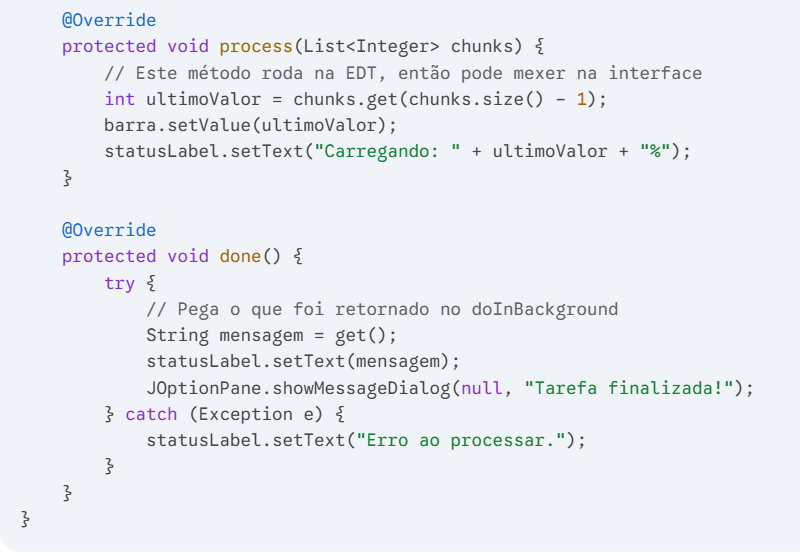 @Override
protected void process(List<Integer> chunks) {
// Este método roda na EDT, então pode mexer na interface
int ultimoValor = chunks.get(chunks.size() - 1);
barra.setValue(ultimoValor);
statusLabel.setText("Carregando: " + ultimoValor + "%");
}
@Override
protected void done() {
try {
// Pega o que foi retornado no doInBackground
String mensagem = get();
statusLabel.setText(mensagem);
JOptionPane.showMessageDialog(null, "Tarefa finalizada!");
} catch (Exception e) {
statusLabel.setText("Erro ao processar.");
}
}
}